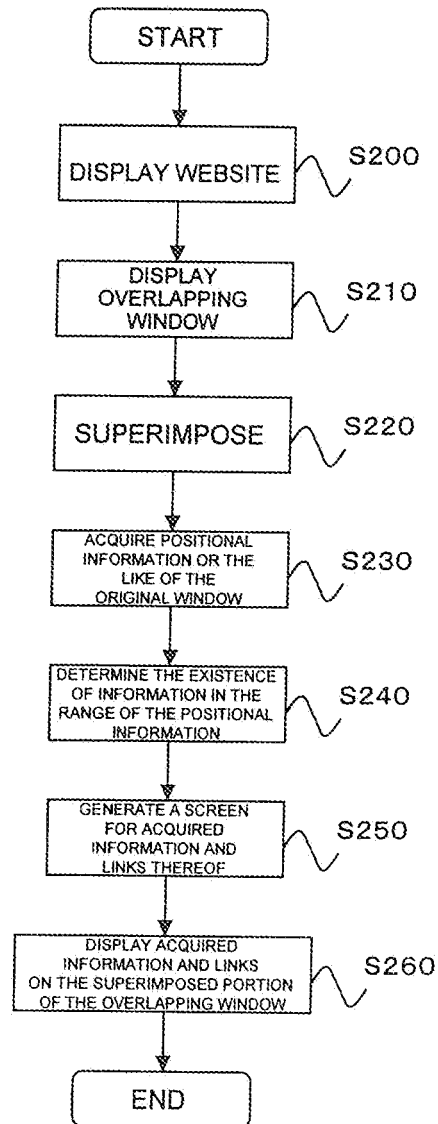 START
DISPLAY WEBSITE
S200
DISPLAY
OVERLAPPING
WINDOW
S210
SUPERIMPOSE
S220
ACQUIRE POSITIONAL
INFORMATION OR THE
LIKE OF THE
ORIGINAL WINDOW
S230
DETERMINE THE EXISTENCE
OF INFORMATION IN THE
RANGE OF THE POSITIONAL
INFORMATION
S240
GENERATE A SCREEN
FOR ACQUIRED
INFORMATION AND
LINKS THEREOF
S250
DISPLAY ACQUIRED
INFORMATION AND LINKS
ON THE SUPERIMPOSED PORTION
OF THE OVERLAPPING WINDOW
S260
END